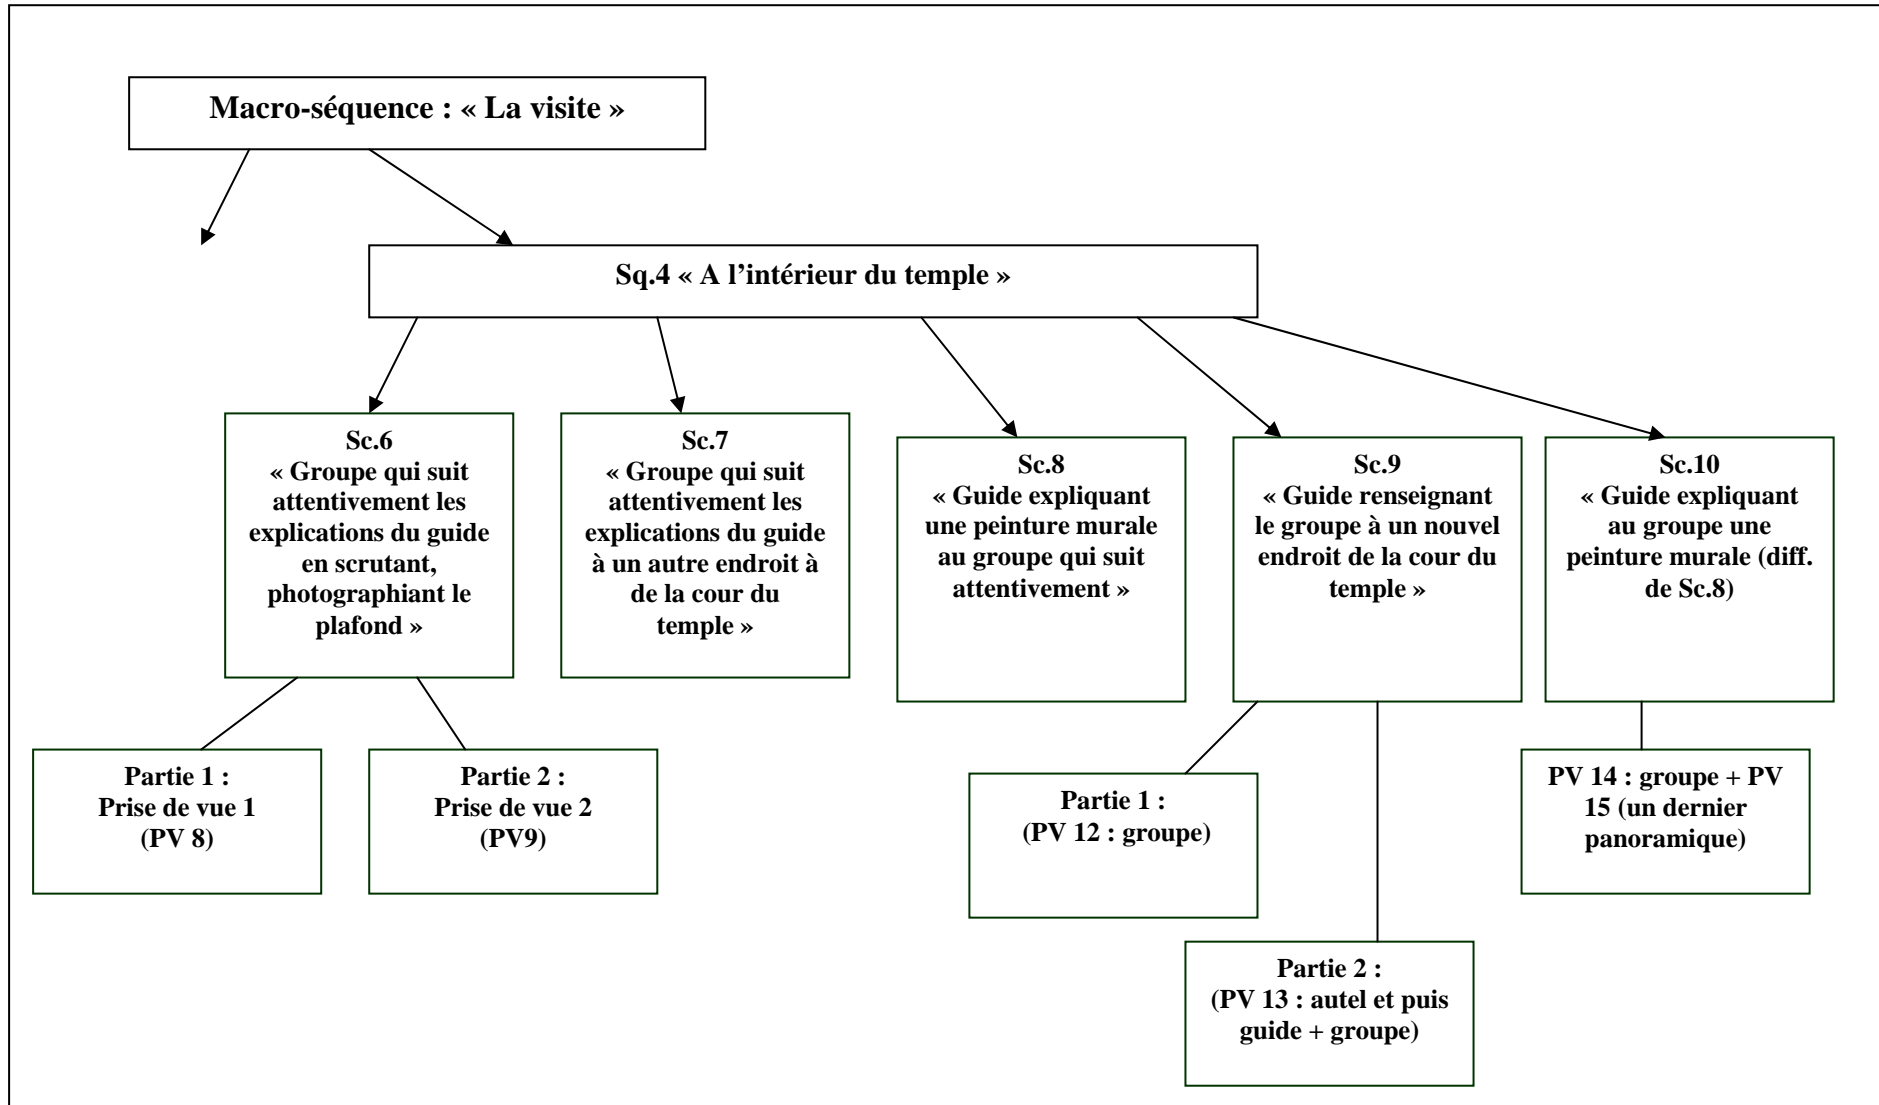 Macro-séquence : « La visite »
Sq.4 « A l’intérieur du temple »
Sc.6
« Groupe qui suit
attentivement les
explications du guide
en scrutant,
photographiant le
plafond »
Sc.7
« Groupe qui suit
attentivement les
explications du guide
à un autre endroit à
de la cour du
temple »
Sc.8
« Guide expliquant
une peinture murale
au groupe qui suit
attentivement »
Sc.9
« Guide renseignant
le groupe à un nouvel
endroit de la cour du
temple »
Sc.10
« Guide expliquant
au groupe une
peinture murale (diff.
de Sc.8)
Partie 1 :
Prise de vue 1
(PV 8)
Partie 2 :
Prise de vue 2
(PV9)
Partie 1 :
(PV 12 : groupe)
Partie 2 :
(PV 13 : autel et puis
guide + groupe)
PV 14 : groupe + PV
15 (un dernier
panoramique)